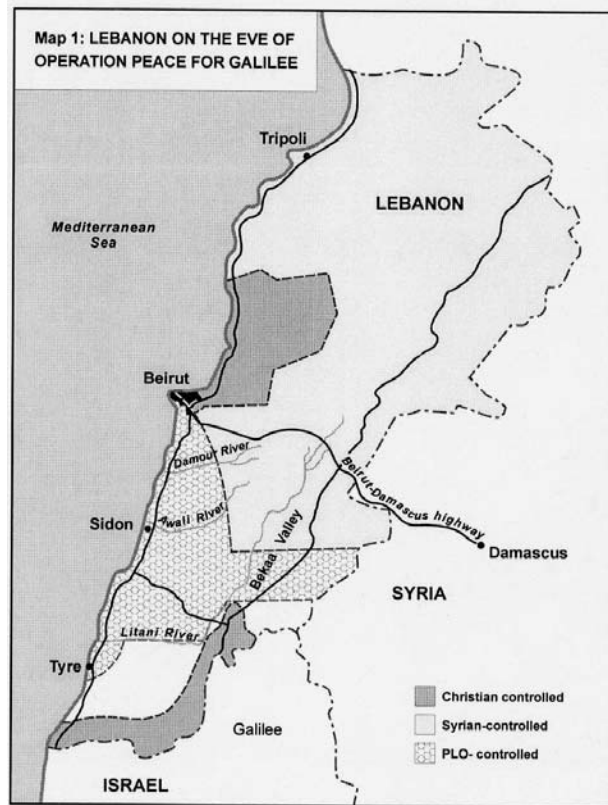 Map 1: LEBANON ON THE EVE OF
OPERATION PEACE FOR GALILEE
Tripoli
LEBANON
Mediterranean
Sea
Beirut
Damour River
Beirut-Damascus highway
Awali River
Sidon
Bekaa Valley
Damascus
SYRIA
Litani River
Tyre
Christian controlled
Galilee
Syrian-controlled
PLO- controlled
ISRAEL